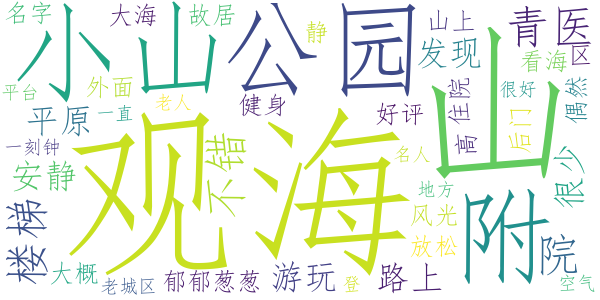 名字
大海
故居
静
山上
青医
小山公园
发现
看海
区
平台
外面
一直
老人
健身
好评
高
住院
很好
偶然
平原
观海
山
不错
后门
一刻钟
名人
很少
安静
地方
附
楼梯
风光
院
放松
大概
老城区
郁郁葱葱
游玩
登
路上
空气